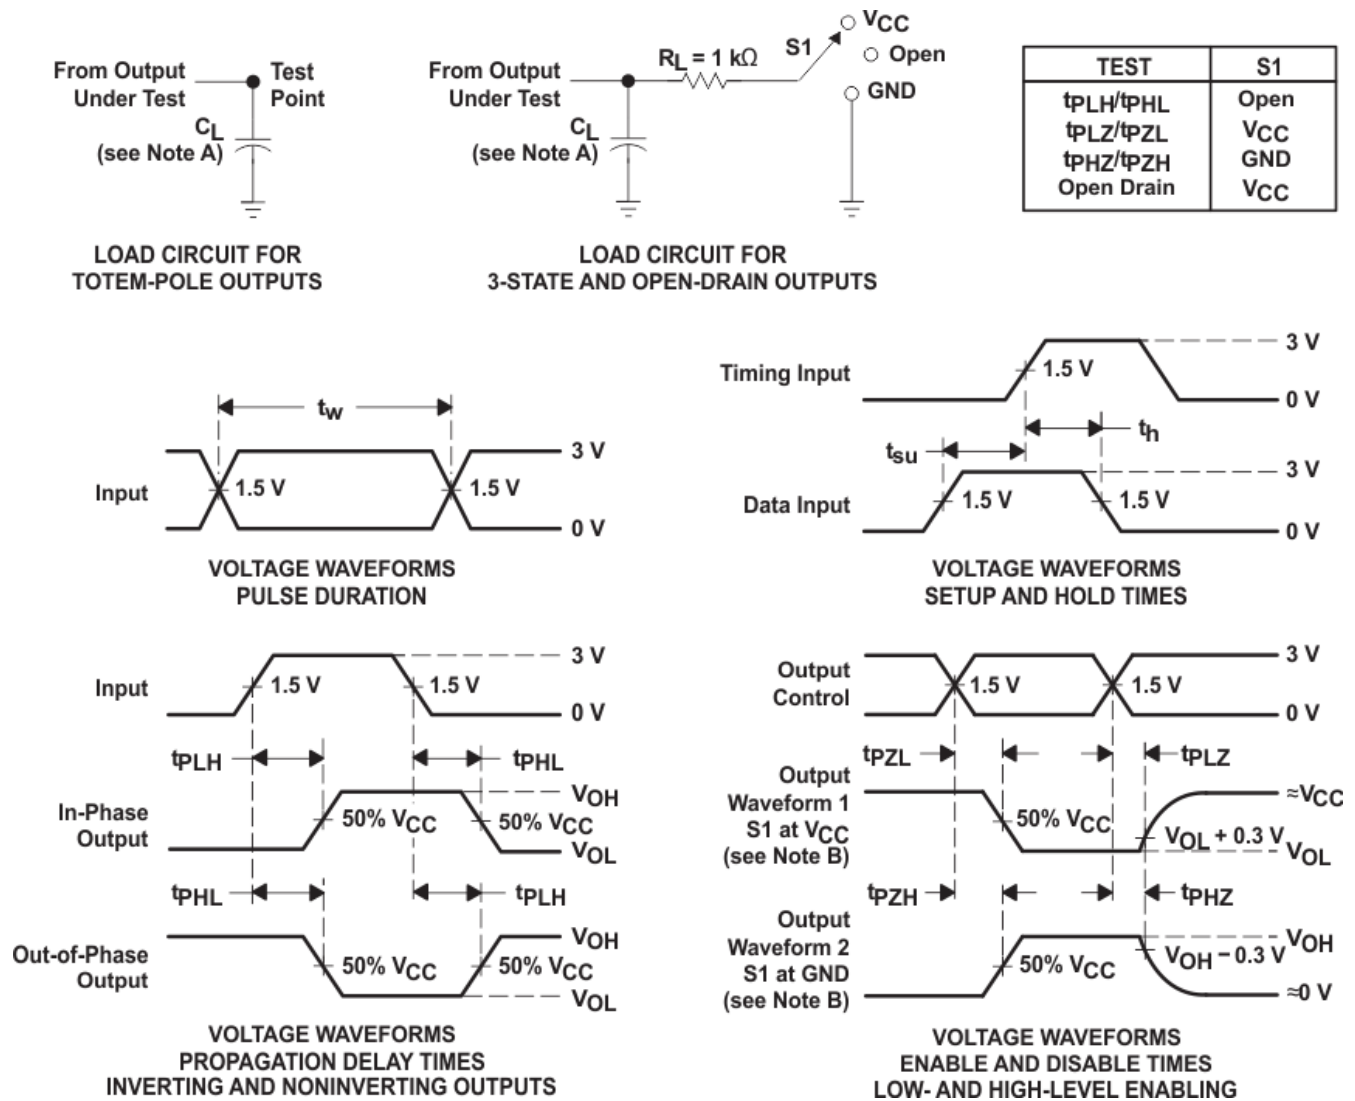 From Output
Under Test
Test
Point
CL
(see Note A)
LOAD CIRCUIT FOR
TOTEM-POLE OUTPUTS
From Output
Under Test
RL = 1 kΩ
S1
VCC
Open
GND
CL
(see Note A)
LOAD CIRCUIT FOR
3-STATE AND OPEN-DRAIN OUTPUTS
TEST S1
tPLH/tPHL Open
tPLZ/tPZL VCC
tPHZ/tPZH GND
Open Drain VCC
tw
3 V
Input 1.5 V 1.5 V
0 V
VOLTAGE WAVEFORMS
PULSE DURATION
3 V
Timing Input 1.5 V
0 V
th
tsu
3 V
Data Input 1.5 V 1.5 V
0 V
VOLTAGE WAVEFORMS
SETUP AND HOLD TIMES
3 V
Input 1.5 V 1.5 V
0 V
tPLH tPHL
VOH
In-Phase
Output
50% VCC 50% VCC
VOL
tPHL tPLH
VOH
Out-of-Phase
Output
50% VCC 50% VCC
VOL
VOLTAGE WAVEFORMS
PROPAGATION DELAY TIMES
INVERTING AND NONINVERTING OUTPUTS
3 V
Output
Control
1.5 V 1.5 V
0 V
tPZL tPLZ
Output
Waveform 1
S1 at VCC
(see Note B)
≈VCC
50% VCC
VOL + 0.3 V
VOL
tPZH tPHZ
Output
Waveform 2
S1 at GND
(see Note B)
VOH
50% VCC
VOH − 0.3 V
≈0 V
VOLTAGE WAVEFORMS
ENABLE AND DISABLE TIMES
LOW- AND HIGH-LEVEL ENABLING